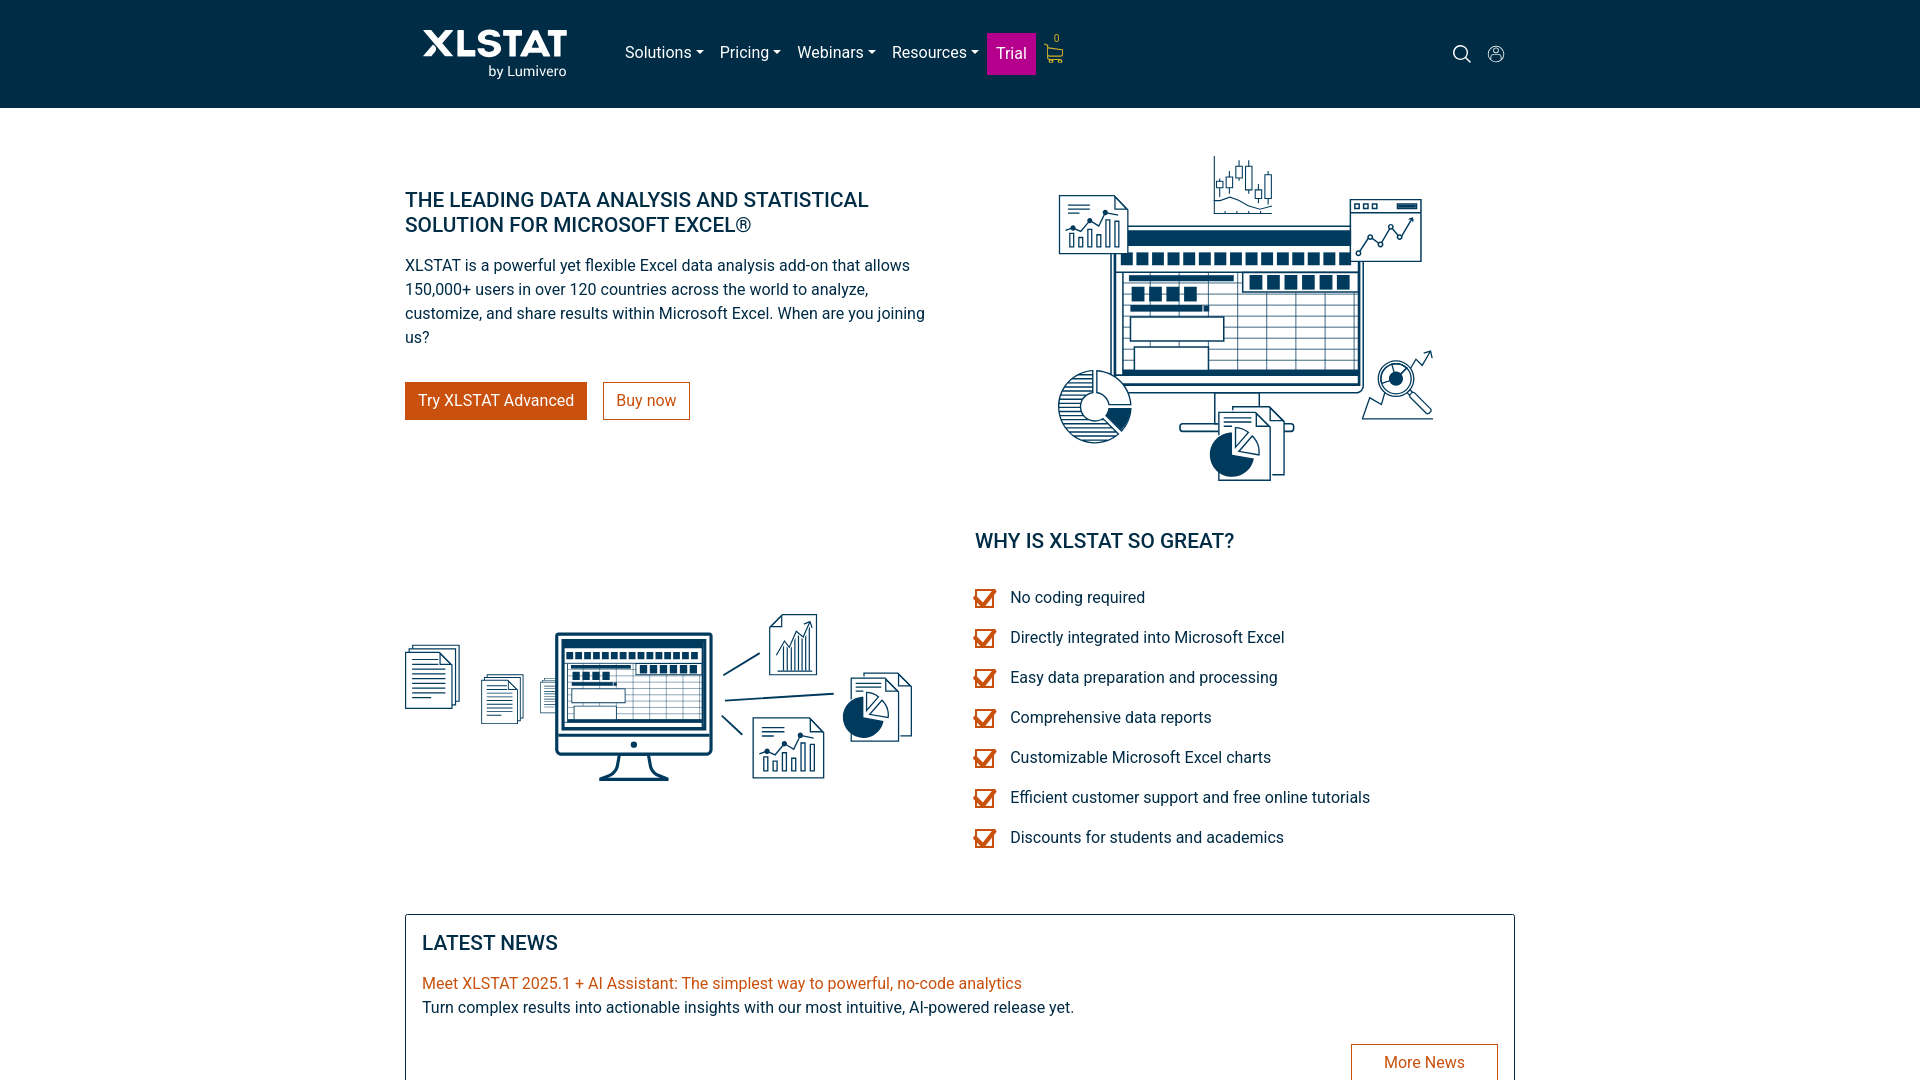 XLSTAT
by Lumivero
Solutions
Pricing
Webinars
Resources
Trial
0
THE LEADING DATA ANALYSIS AND STATISTICAL
SOLUTION FOR MICROSOFT EXCEL®
XLSTAT is a powerful yet flexible Excel data analysis add-on that allows
150,000+ users in over 120 countries across the world to analyze,
customize, and share results within Microsoft Excel. When are you joining
us?
Try XLSTAT Advanced
Buy now
WHY IS XLSTAT SO GREAT?
No coding required
Directly integrated into Microsoft Excel
Easy data preparation and processing
Comprehensive data reports
Customizable Microsoft Excel charts
Efficient customer support and free online tutorials
Discounts for students and academics
LATEST NEWS
Meet XLSTAT 2025.1 + AI Assistant: The simplest way to powerful, no-code analytics
Turn complex results into actionable insights with our most intuitive, AI-powered release yet.
More News